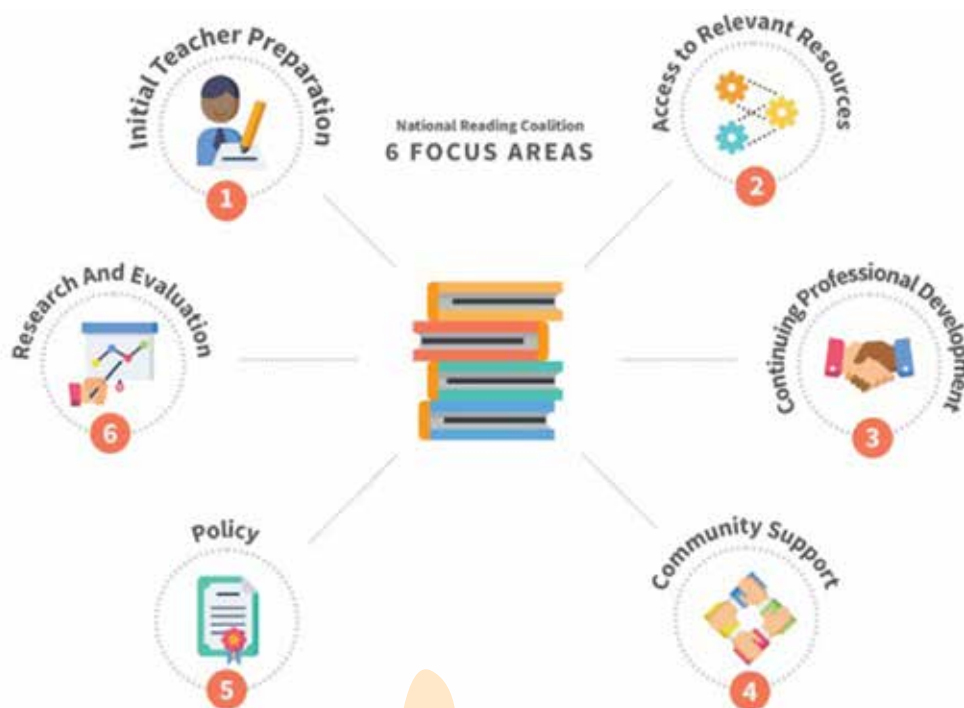 National Reading Coalition
6 FOCUS AREAS
Initial Teacher Preparation
1
Access to Relevant Resources
2
Continuing Professional Development
3
Community Support
4
Policy
5
Research And Evaluation
6